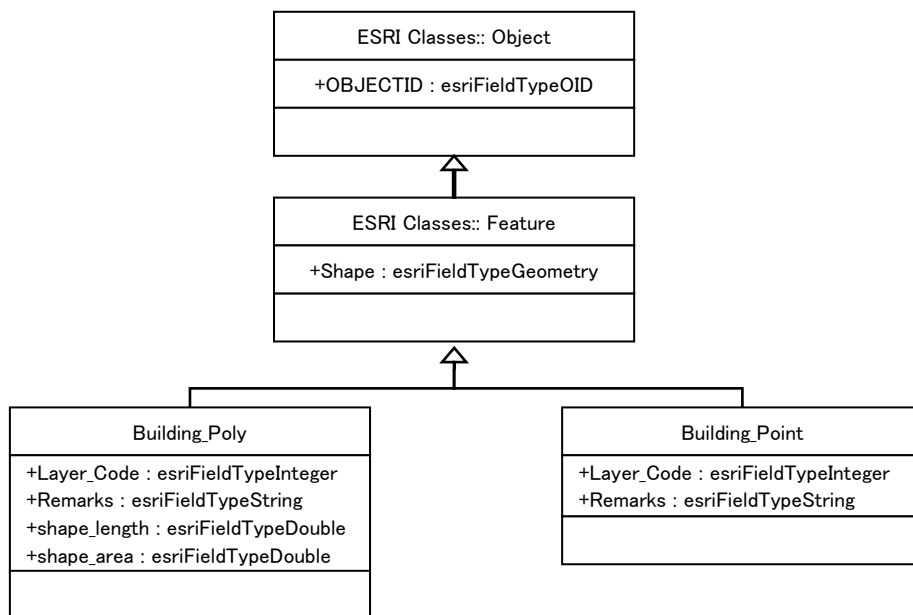 ESRI Classes:: Object
+OBJECTID : esriFieldTypeOID
ESRI Classes:: Feature
+Shape : esriFieldTypeGeometry
Building_Poly
+Layer_Code : esriFieldTypeInteger
+Remarks : esriFieldTypeString
+shape_length : esriFieldTypeDouble
+shape_area : esriFieldTypeDouble
Building_Point
+Layer_Code : esriFieldTypeInteger
+Remarks : esriFieldTypeString